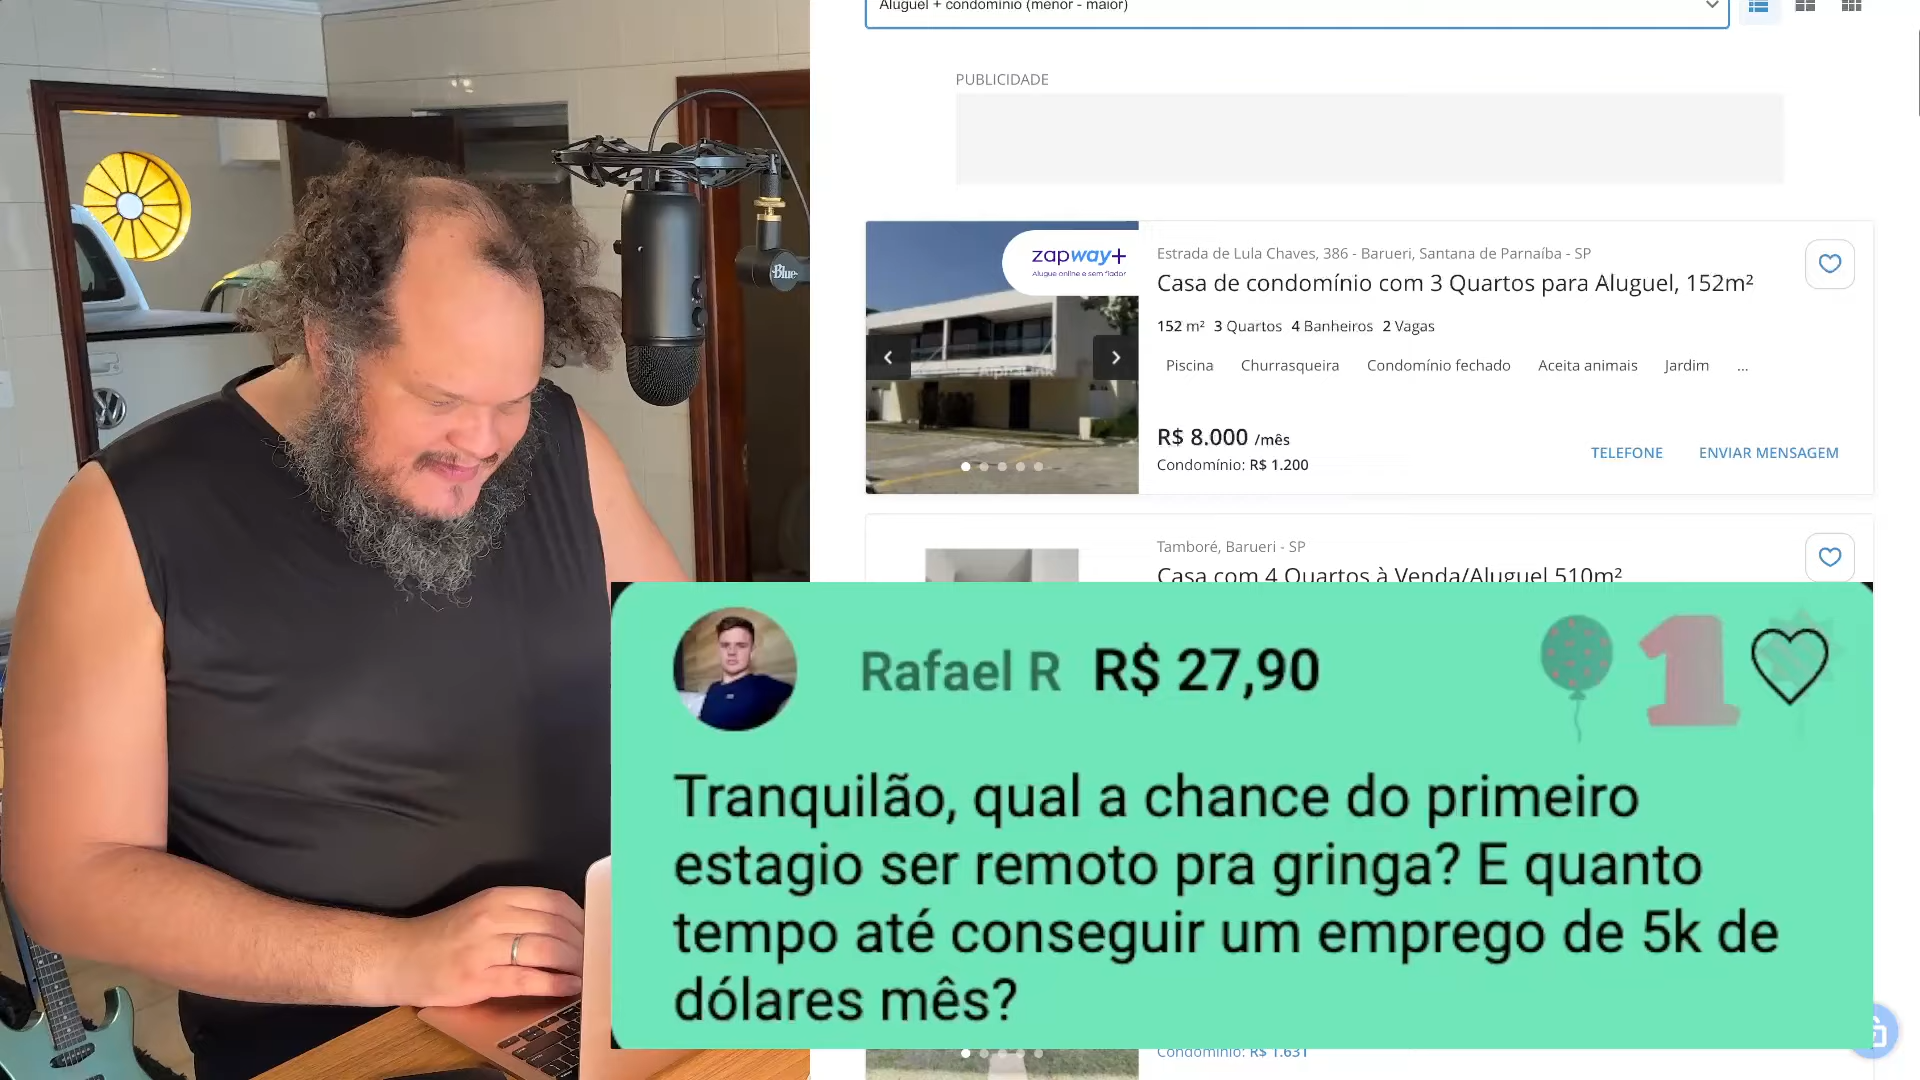 Aluguel + condomínio (menor - maior)
PUBLICIDADE
zapway+
Alugue online e sem fiador
Estrada de Lula Chaves, 386 - Barueri, Santana de Parnaíba - SP
Casa de condomínio com 3 Quartos para Aluguel, 152m²
152 m² 3 Quartos 4 Banheiros 2 Vagas
Piscina Churrasqueira Condomínio fechado Aceita animais Jardim ...
R$ 8.000 /mês
Condomínio: R$ 1.200
TELEFONE ENVIAR MENSAGEM
Tamboré, Barueri - SP
Casa com 4 Quartos à Venda/Aluguel 510m²
Blue
Rafael R R$ 27,90
1
Tranquilão, qual a chance do primeiro
estagio ser remoto pra gringa? E quanto
tempo até conseguir um emprego de 5k de
dólares mês?
Condomínio: R$ 1.631